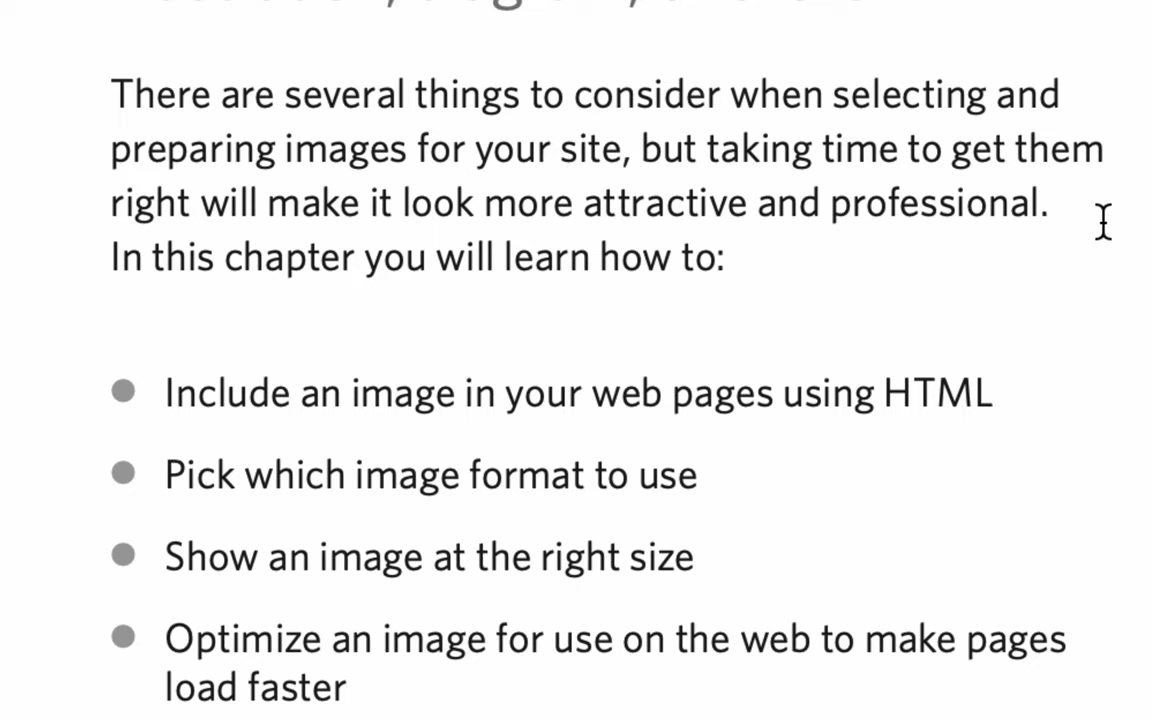 There are several things to consider when selecting and
preparing images for your site, but taking time to get them
right will make it look more attractive and professional.
In this chapter you will learn how to:
Include an image in your web pages using HTML
Pick which image format to use
Show an image at the right size
Optimize an image for use on the web to make pages
load faster